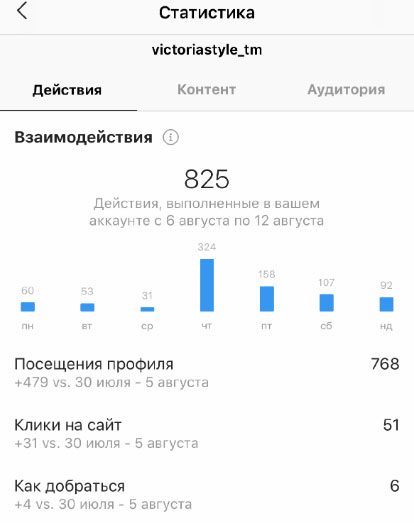 Статистика
victoriastyle_tm
Действия Контент Аудитория
Взаимодействия
825
Действия, выполненные в вашем
аккаунте с 6 августа по 12 августа
60 53 31 324 158 107 92
пн вт ср чт пт сб нд
Посещения профиля 768
+479 vs. 30 июля - 5 августа
Клики на сайт 51
+31 vs. 30 июля - 5 августа
Как добраться 6
+4 vs. 30 июля - 5 августа